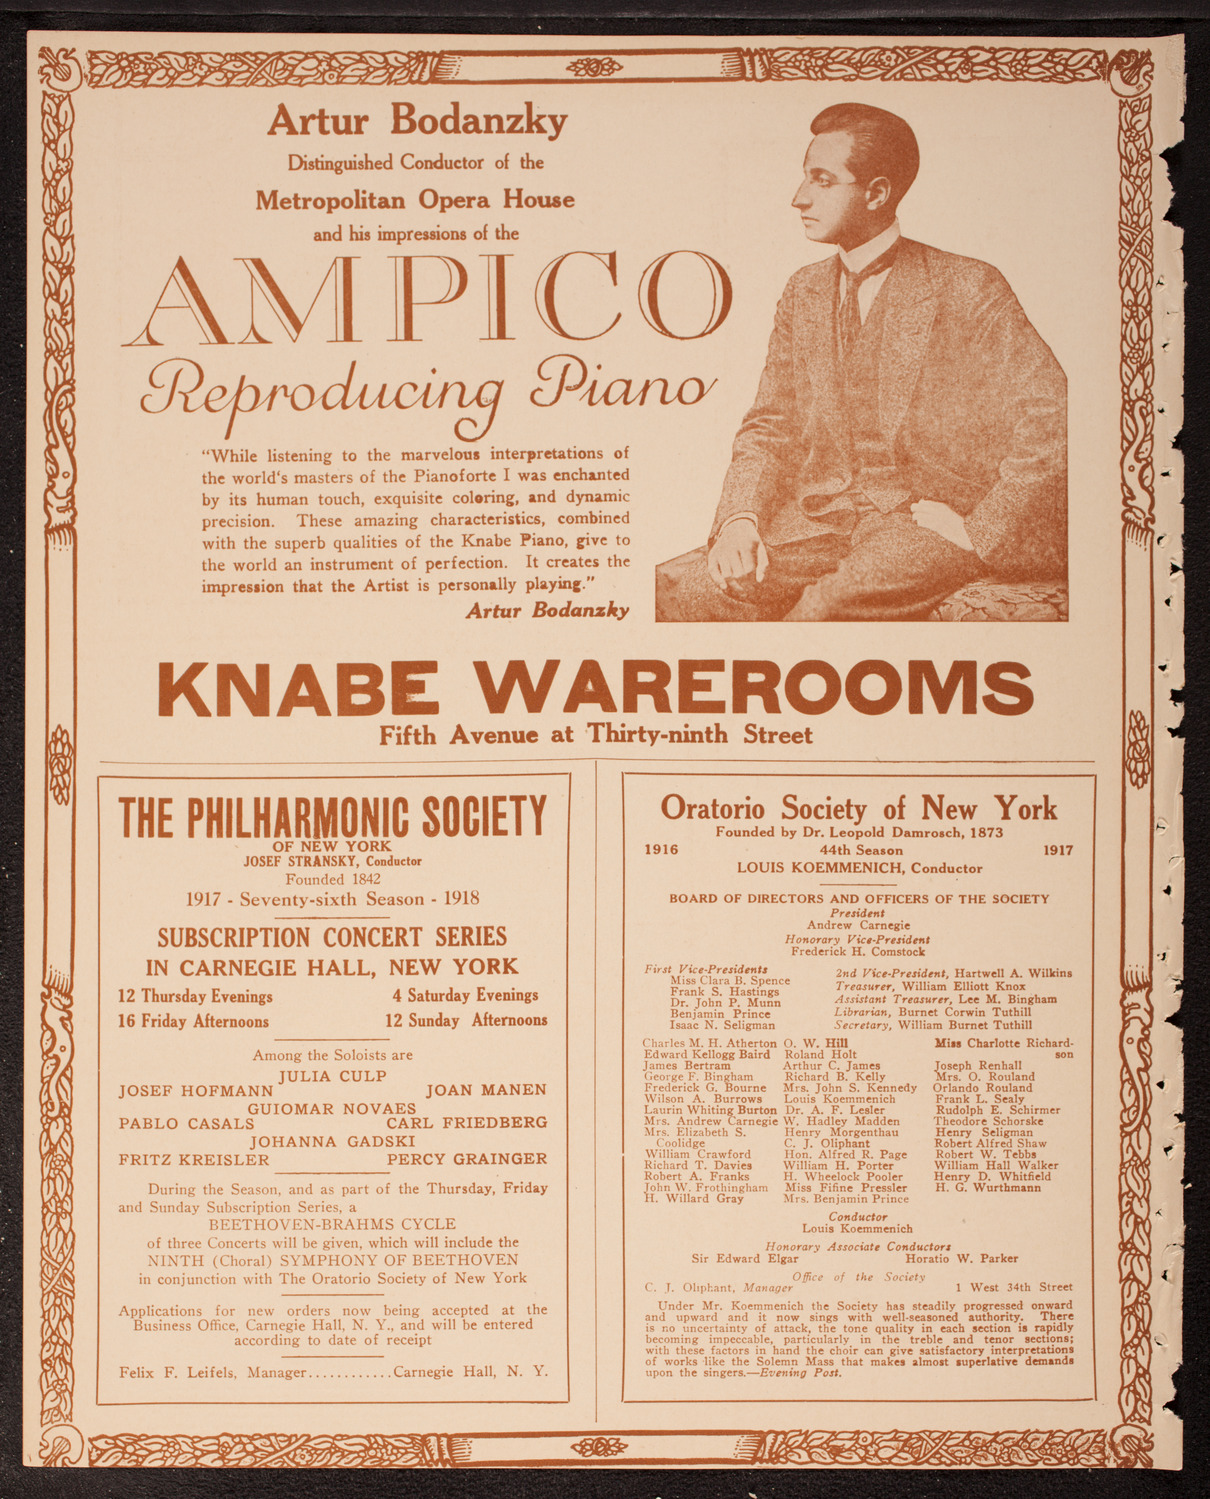 Artur Bodanzky
Distinguished Conductor of the
Metropolitan Opera House
and his impressions of the
AMPICO
Reproducing Piano
“While listening to the marvelous interpretations of
the world's masters of the Pianoforte I was enchanted
by its human touch, exquisite coloring, and dynamic
precision. These amazing characteristics, combined
with the superb qualities of the Knabe Piano, give to
the world an instrument of perfection. It creates the
impression that the Artist is personally playing.”
Artur Bodanzky
KNABE WAREROOMS
Fifth Avenue at Thirty-ninth Street
THE PHILHARMONIC SOCIETY
OF NEW YORK
JOSEF STRANSKY, Conductor
Founded 1842
1917 - Seventy-sixth Season - 1918
SUBSCRIPTION CONCERT SERIES
IN CARNEGIE HALL, NEW YORK
12 Thursday Evenings 4 Saturday Evenings
16 Friday Afternoons 12 Sunday Afternoons
Among the Soloists are
JULIA CULP
JOSEF HOFMANN JOAN MANEN
GUIOMAR NOVAES
PABLO CASALS CARL FRIEDBERG
JOHANNA GADSKI
FRITZ KREISLER PERCY GRAINGER
During the Season, and as part of the Thursday, Friday
and Sunday Subscription Series, a
BEETHOVEN-BRAHMS CYCLE
of three Concerts will be given, which will include the
NINTH (Choral) SYMPHONY OF BEETHOVEN
in conjunction with The Oratorio Society of New York
Applications for new orders now being accepted at the
Business Office, Carnegie Hall, N. Y., and will be entered
according to date of receipt
Felix F. Leifels, Manager............Carnegie Hall, N. Y.
Oratorio Society of New York
Founded by Dr. Leopold Damrosch, 1873
1916 44th Season 1917
LOUIS KOEMMENICH, Conductor
BOARD OF DIRECTORS AND OFFICERS OF THE SOCIETY
President
Andrew Carnegie
Honorary Vice-President
Frederick H. Comstock
First Vice-Presidents
Miss Clara B. Spence
Frank S. Hastings
Dr. John P. Munn
Benjamin Prince
Isaac N. Seligman
2nd Vice-President, Hartwell A. Wilkins
Treasurer, William Elliott Knox
Assistant Treasurer, Lee M. Bingham
Librarian, Burnet Corwin Tuthill
Secretary, William Burnet Tuthill
Charles M. H. Atherton
Edward Kellogg Baird
James Bertram
George F. Bingham
Frederick G. Bourne
Wilson A. Burrows
Laurin Whiting Burton
Mrs. Andrew Carnegie
Mrs. Elizabeth S.
Coolidge
William Crawford
Richard T. Davies
Robert A. Franks
John W. Frothingham
H. Willard Gray
O. W. Hill
Roland Holt
Arthur C. James
Richard B. Kelly
Mrs. John S. Kennedy
Louis Koemmenich
Dr. A. F. Lesler
W. Hadley Madden
Henry Morgenthau
C. J. Oliphant
Hon. Alfred R. Page
William H. Porter
H. Wheelock Pooler
Miss Fifine Pressler
Mrs. Benjamin Prince
Miss Charlotte Richard-
son
Joseph Renhall
Mrs. O. Rouland
Orlando Rouland
Frank L. Sealy
Rudolph E. Schirmer
Theodore Schorske
Henry Seligman
Robert Alfred Shaw
Robert W. Tebbs
William Hall Walker
Henry D. Whitfield
H. G. Wurthmann
Conductor
Louis Koemmenich
Honorary Associate Conductors
Sir Edward Elgar Horatio W. Parker
Office of the Society
C. J. Oliphant, Manager 1 West 34th Street
Under Mr. Koemmenich the Society has steadily progressed onward
and upward and it now sings with well-seasoned authority. There
is no uncertainty of attack, the tone quality in each section is rapidly
becoming impeccable, particularly in the treble and tenor sections;
with these factors in hand the choir can give satisfactory interpretations
of works like the Solemn Mass that makes almost superlative demands
upon the singers.—Evening Post.